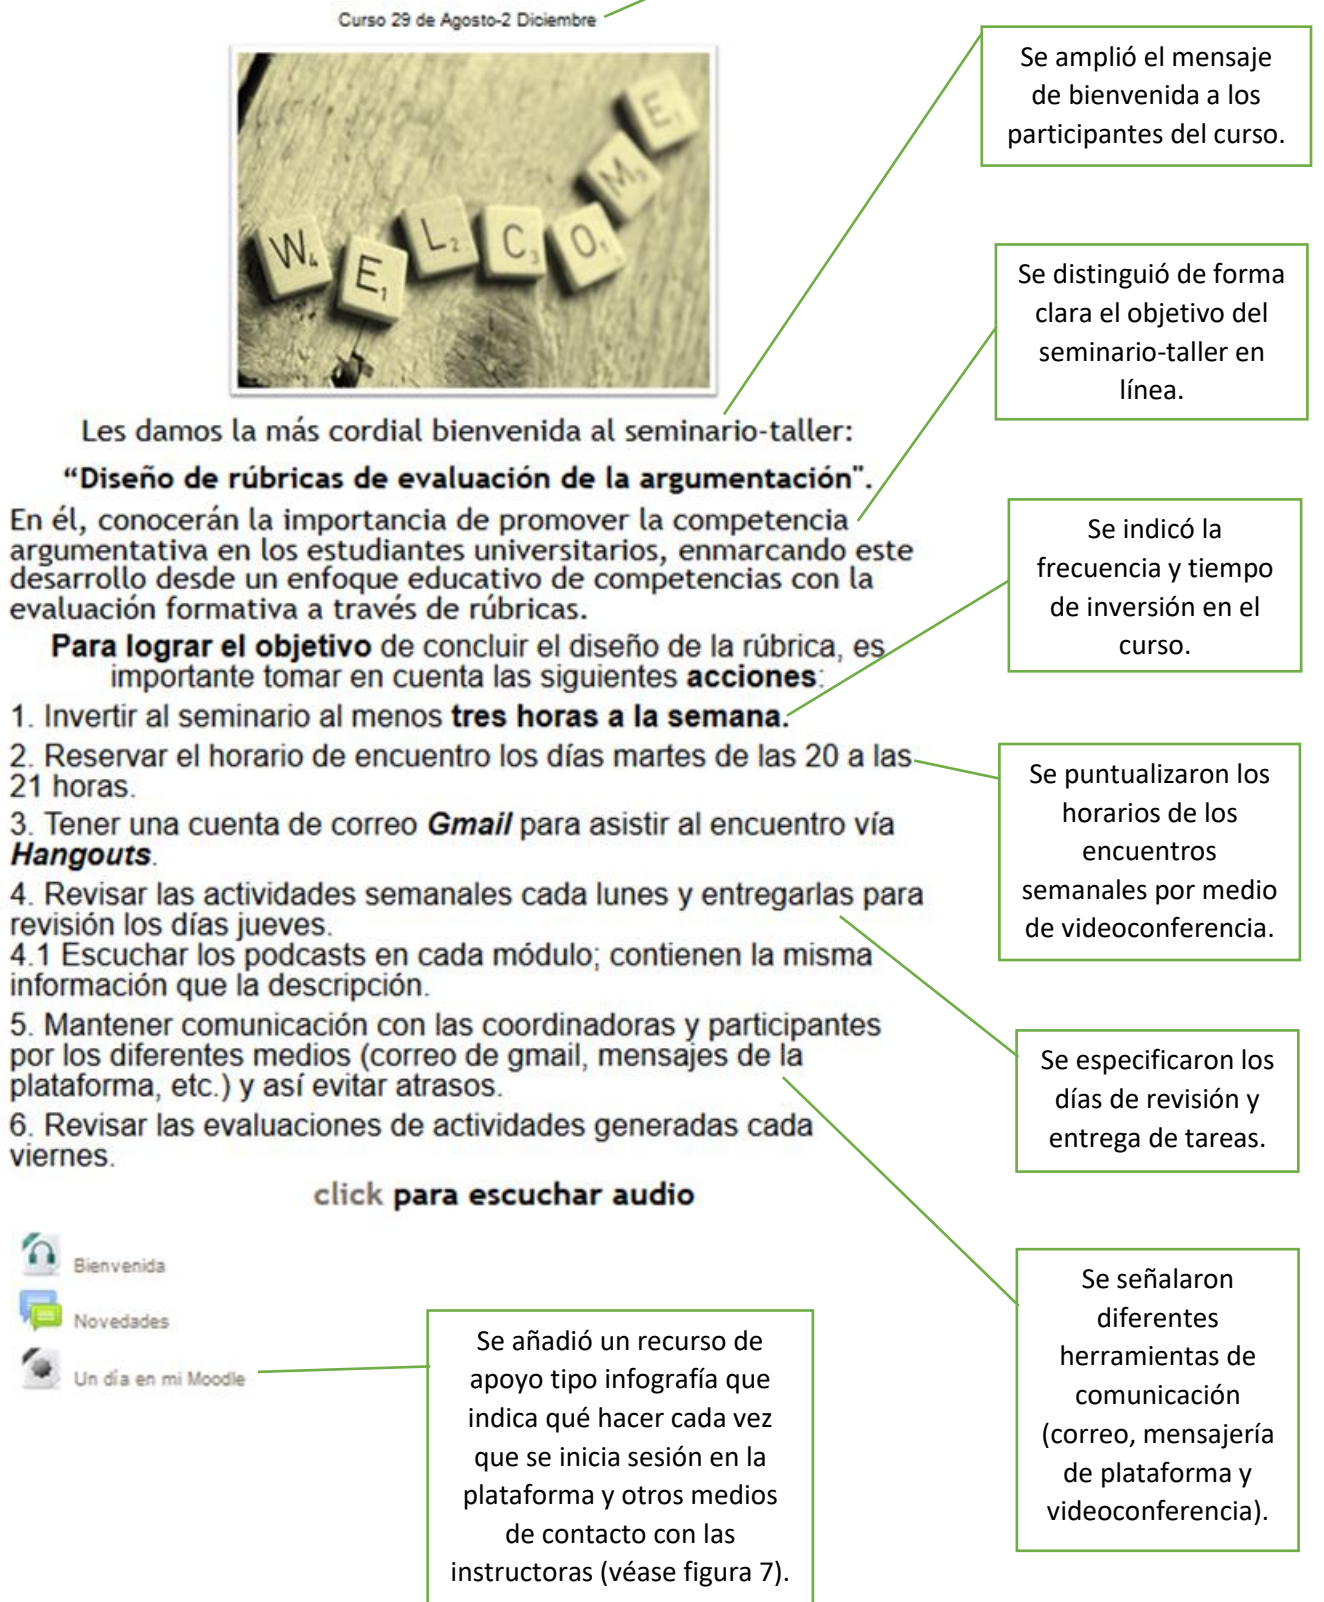 Curso 29 de Agosto-2 Diciembre
W4 E1 L2 C3 O1 M3 E1
Les damos la más cordial bienvenida al seminario-taller:
“Diseño de rúbricas de evaluación de la argumentación".
En él, conocerán la importancia de promover la competencia
argumentativa en los estudiantes universitarios, enmarcando este
desarrollo desde un enfoque educativo de competencias con la
evaluación formativa a través de rúbricas.
Para lograr el objetivo de concluir el diseño de la rúbrica, es
importante tomar en cuenta las siguientes acciones:
1. Invertir al seminario al menos tres horas a la semana.
2. Reservar el horario de encuentro los días martes de las 20 a las
21 horas.
3. Tener una cuenta de correo Gmail para asistir al encuentro vía
Hangouts.
4. Revisar las actividades semanales cada lunes y entregarlas para
revisión los días jueves.
4.1 Escuchar los podcasts en cada módulo; contienen la misma
información que la descripción.
5. Mantener comunicación con las coordinadoras y participantes
por los diferentes medios (correo de gmail, mensajes de la
plataforma, etc.) y así evitar atrasos.
6. Revisar las evaluaciones de actividades generadas cada
viernes.
click para escuchar audio
Bienvenida
Novedades
Un día en mi Moodle
Se amplió el mensaje
de bienvenida a los
participantes del curso.
Se distinguió de forma
clara el objetivo del
seminario-taller en
línea.
Se indicó la
frecuencia y tiempo
de inversión en el
curso.
Se puntualizaron los
horarios de los
encuentros
semanales por medio
de videoconferencia.
Se especificaron los
días de revisión y
entrega de tareas.
Se señalaron
diferentes
herramientas de
comunicación
(correo, mensajería
de plataforma y
videoconferencia).
Se añadió un recurso de
apoyo tipo infografía que
indica qué hacer cada vez
que se inicia sesión en la
plataforma y otros medios
de contacto con las
instructoras (véase figura 7).